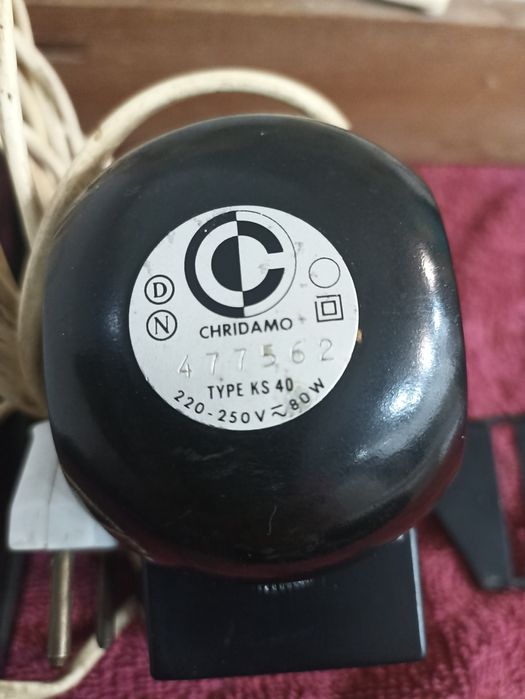 D
N
C
CHRIDAMO
477562
TYPE KS 40
220-250V ≂ 80W